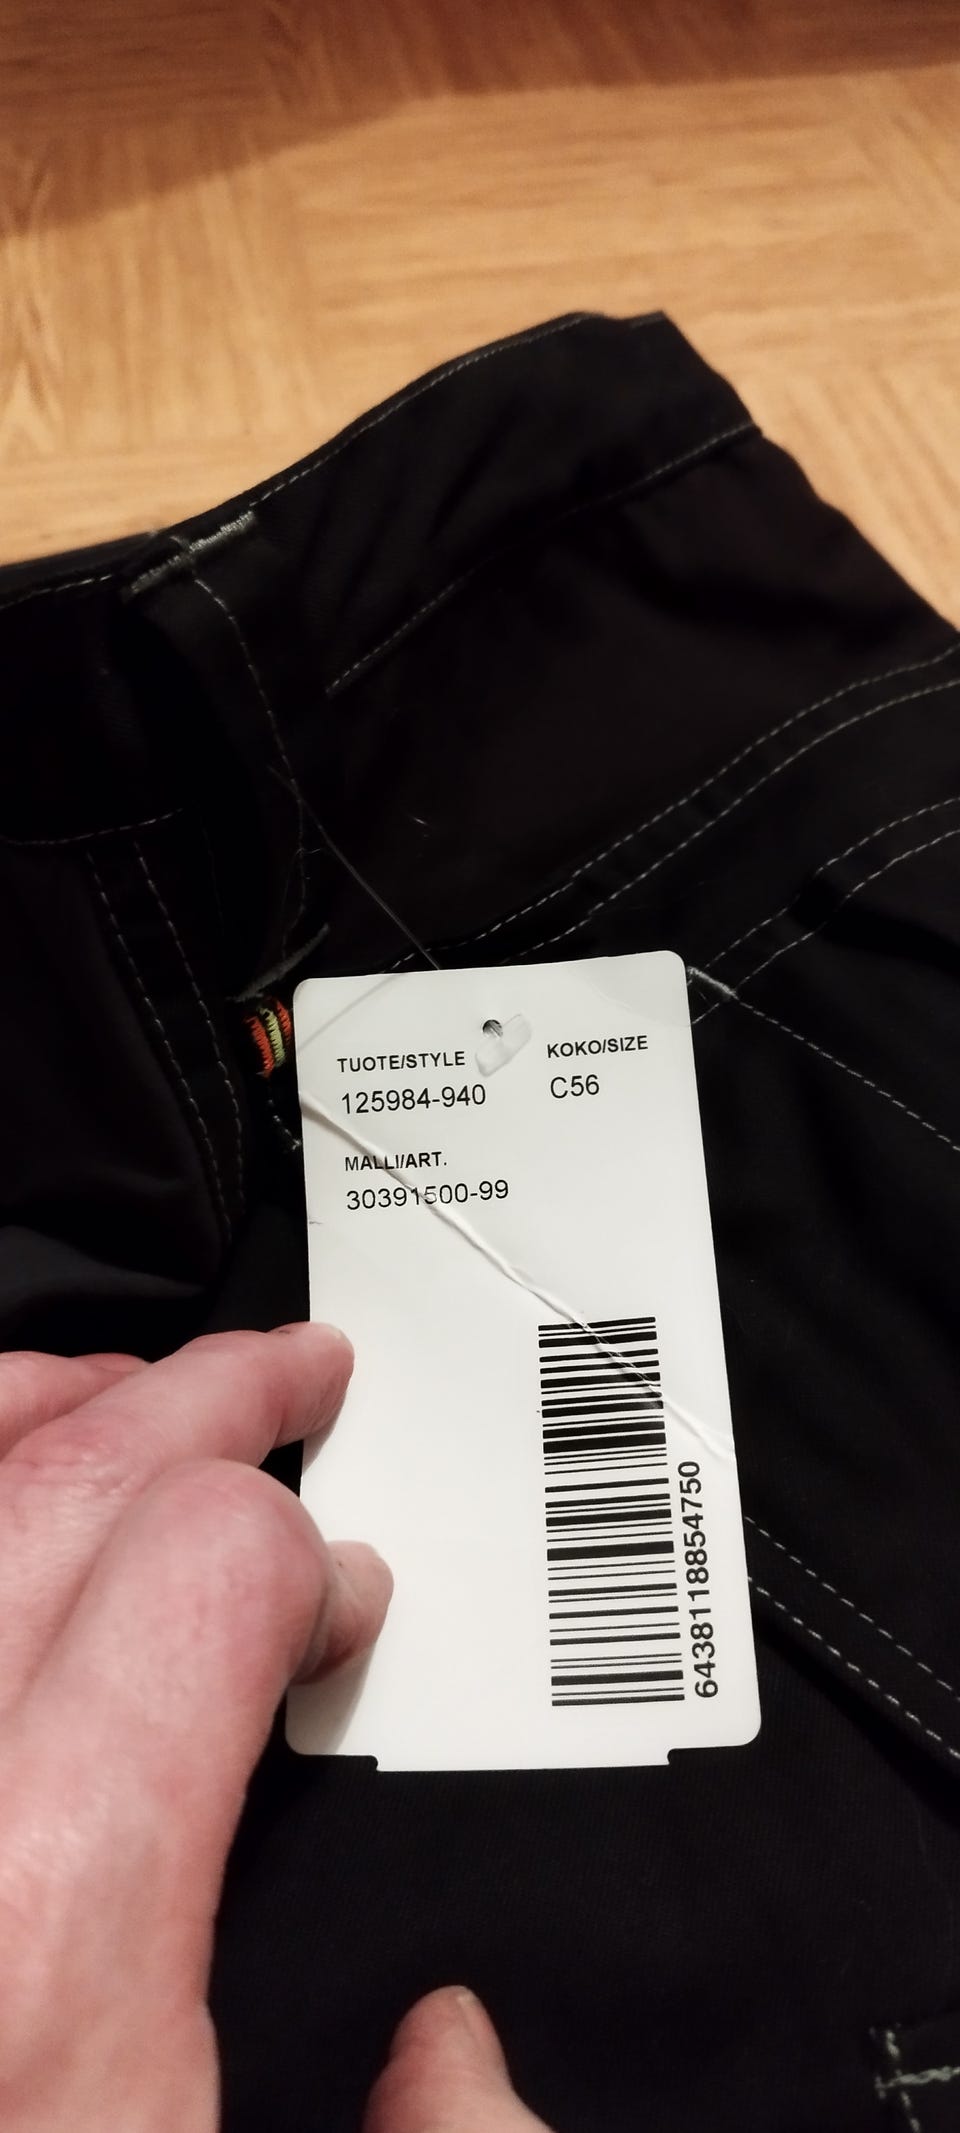 TUOTE/STYLE KOKO/SIZE
125984-940 C56
MALLI/ART.
30391500-99
6438118854750